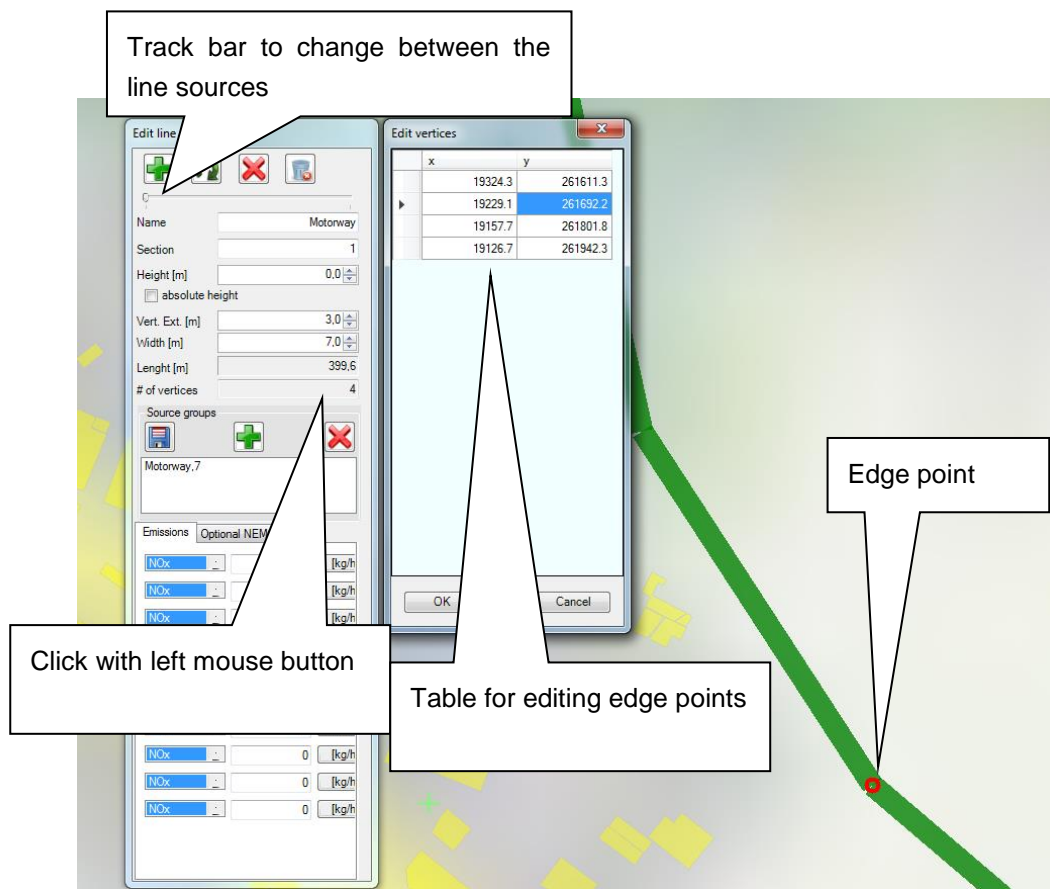 Track bar to change between the
line sources
Edit line
Name Motorway
Section 1
Height [m] 0,0
absolute height
Vert. Ext. [m] 3,0
Width [m] 7,0
Lenght [m] 399,6
# of vertices 4
Source groups
Motorway,7
Emissions Optional NEM
NOx [kg/h
NOx [kg/h
NOx [kg/h
Click with left mouse button
NOx 0 [kg/h
NOx 0 [kg/h
NOx 0 [kg/h
Edit vertices
x y
19324.3 261611.3
19229.1 261692.2
19157.7 261801.8
19126.7 261942.3
OK Cancel
Table for editing edge points
Edge point